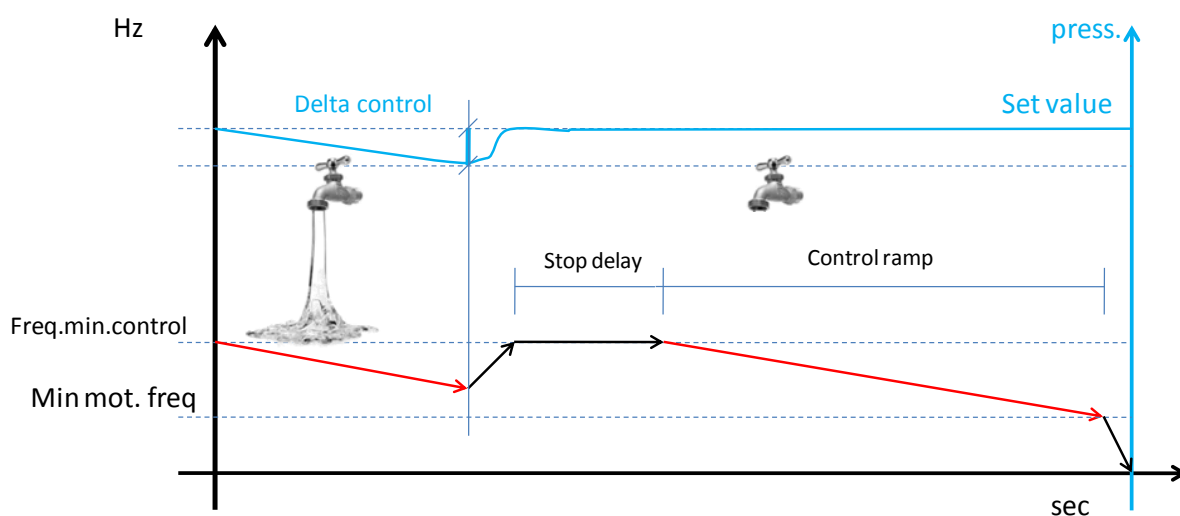 Hz
press.
Delta control
Set value
Stop delay
Control ramp
Freq.min.control
Min mot. freq
sec